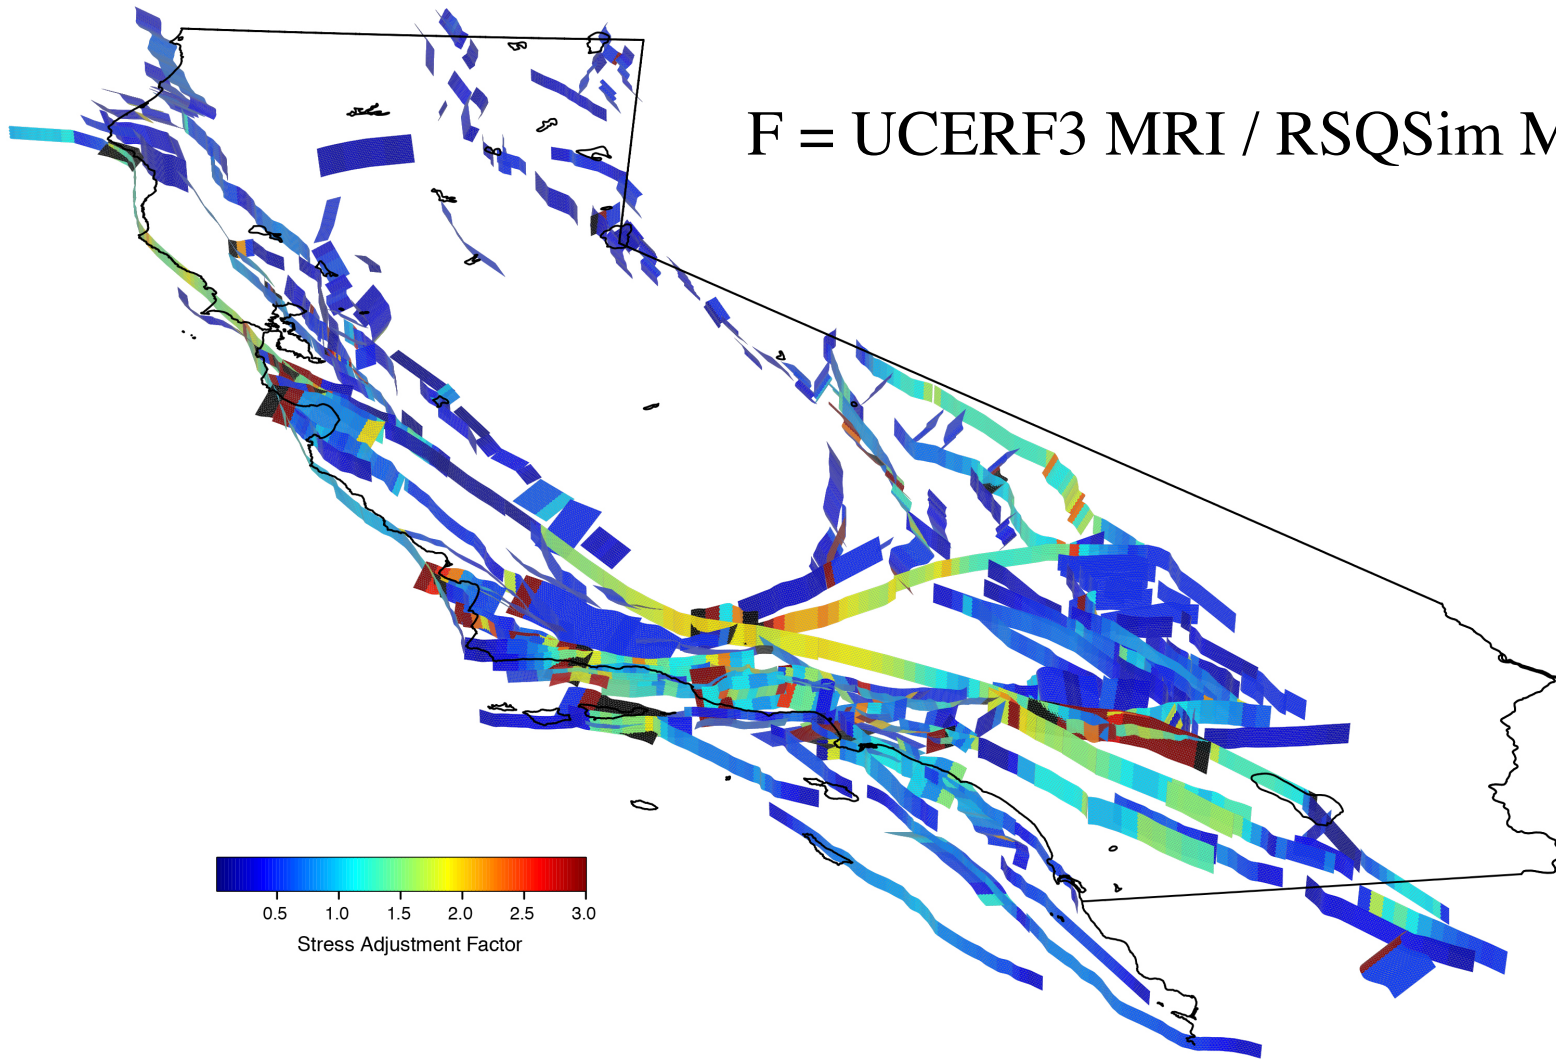 F = UCERF3 MRI / RSQSim M
0.5 1.0 1.5 2.0 2.5 3.0
Stress Adjustment Factor